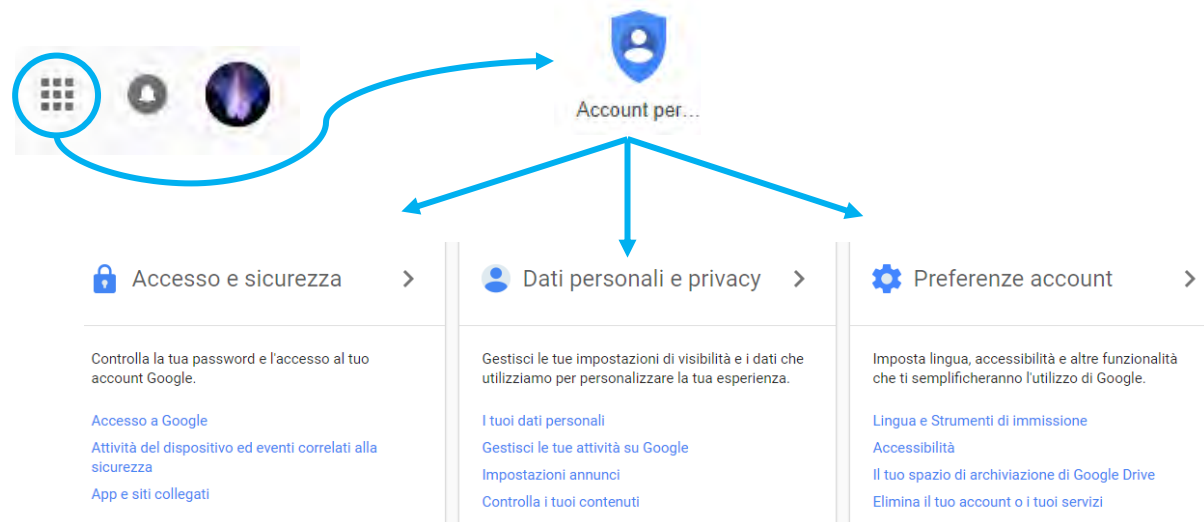 Account per...
Accesso e sicurezza
Controlla la tua password e l'accesso al tuo
account Google.
Accesso a Google
Attività del dispositivo ed eventi correlati alla
sicurezza
App e siti collegati
Dati personali e privacy
Gestisci le tue impostazioni di visibilità e i dati che
utilizziamo per personalizzare la tua esperienza.
I tuoi dati personali
Gestisci le tue attività su Google
Impostazioni annunci
Controlla i tuoi contenuti
Preferenze account
Imposta lingua, accessibilità e altre funzionalità
che ti semplificheranno l'utilizzo di Google.
Lingua e Strumenti di immissione
Accessibilità
Il tuo spazio di archiviazione di Google Drive
Elimina il tuo account o i tuoi servizi